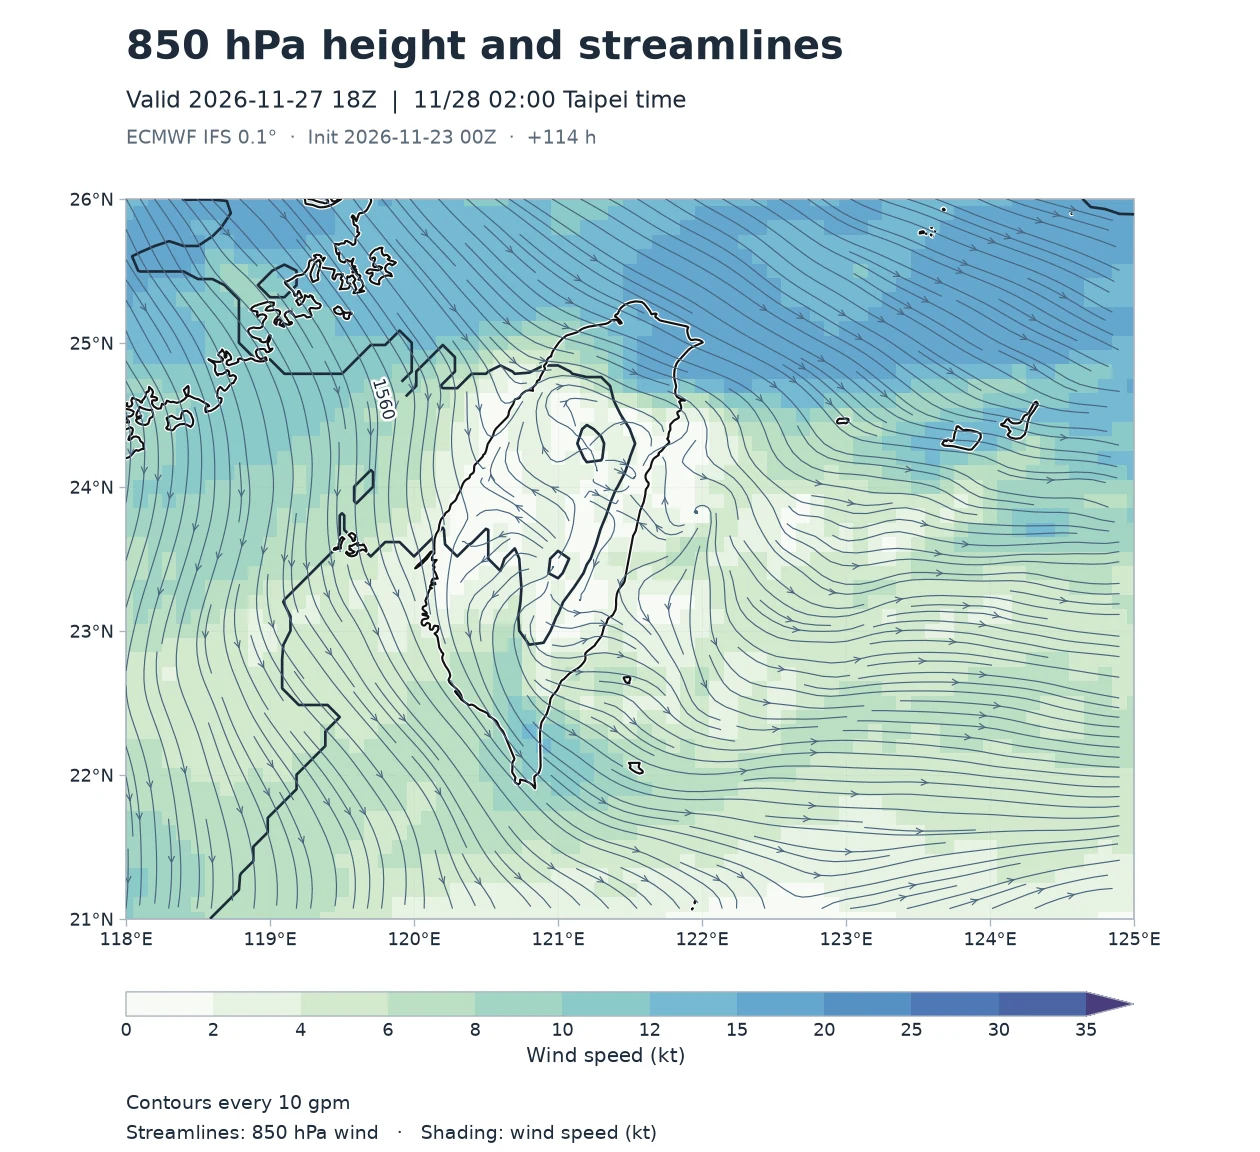 850 hPa height and streamlines
Valid 2026-11-27 18Z | 11/28 02:00 Taipei time
ECMWF IFS 0.1° · Init 2026-11-23 00Z · +114 h
26°N
25°N
24°N
23°N
22°N
21°N
1560
118°E 119°E 120°E 121°E 122°E 123°E 124°E 125°E
0 2 4 6 8 10 12 15 20 25 30 35
Wind speed (kt)
Contours every 10 gpm
Streamlines: 850 hPa wind · Shading: wind speed (kt)